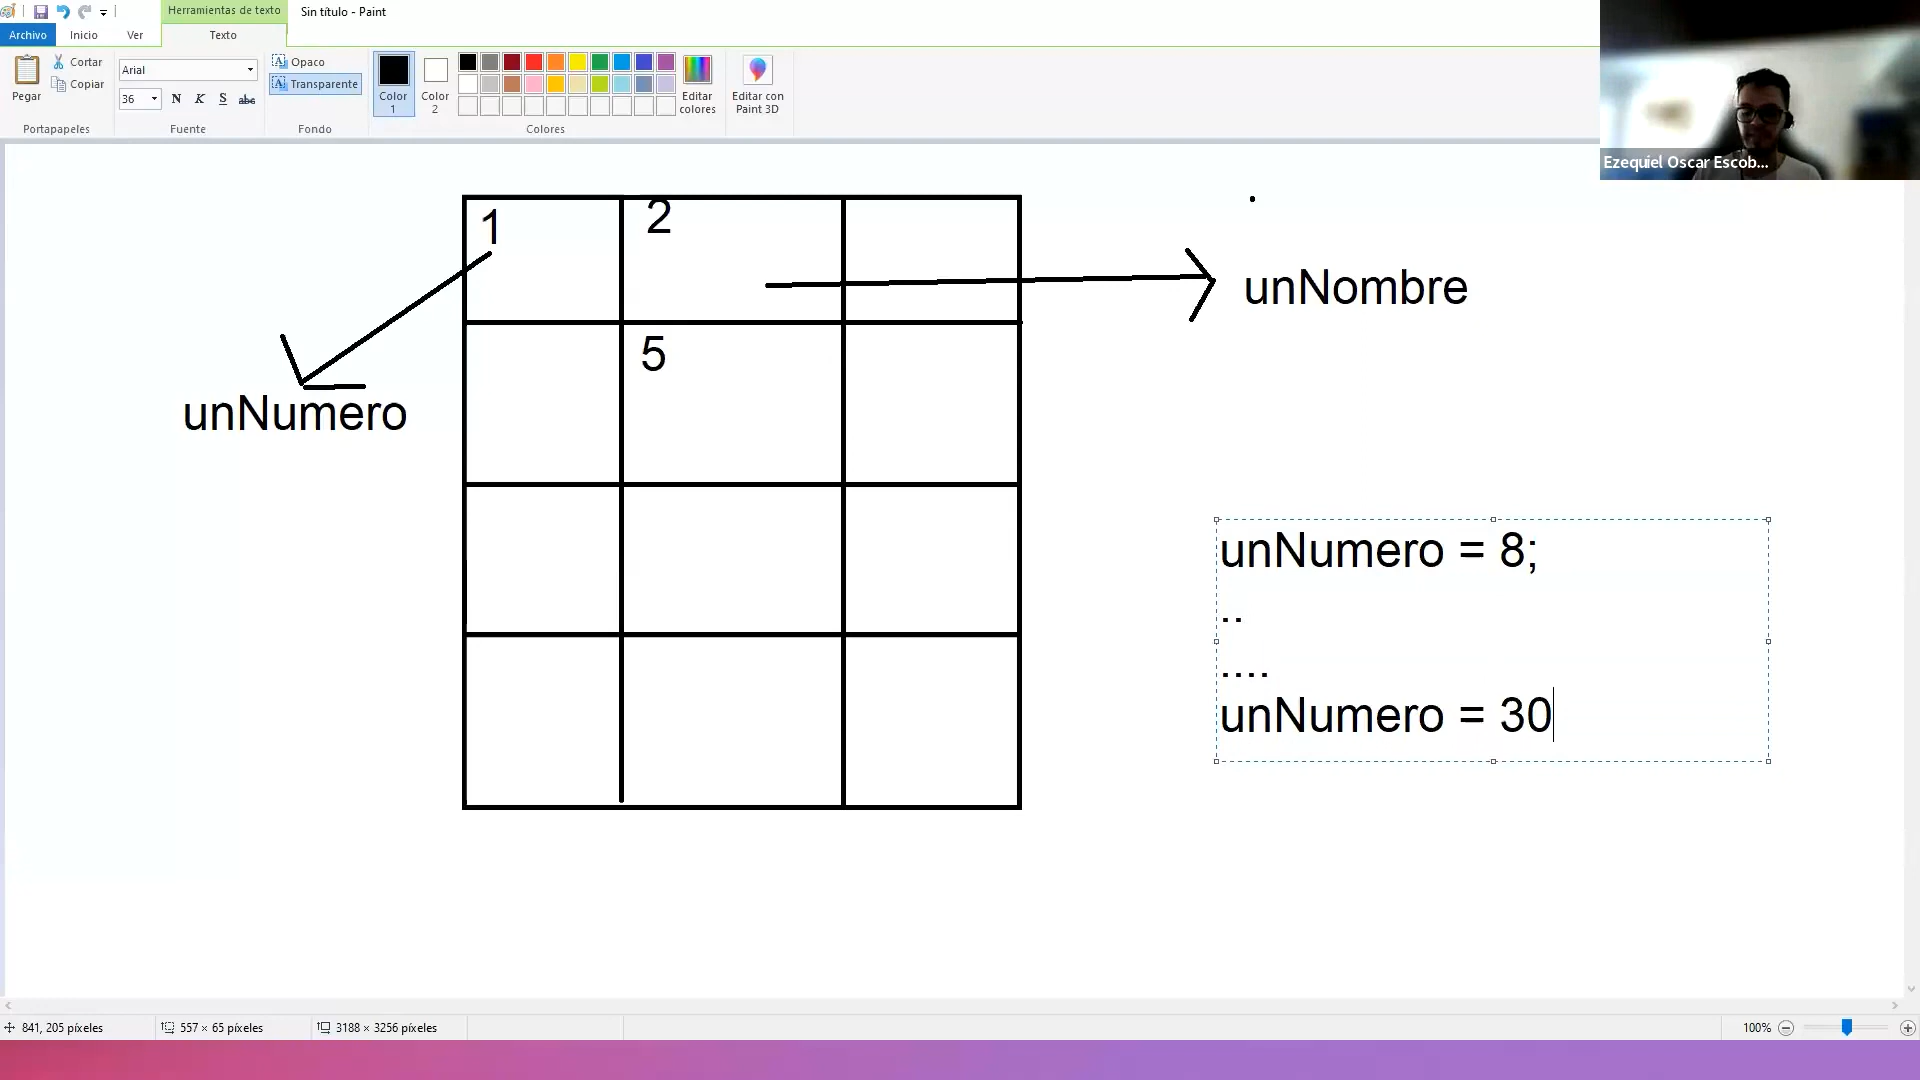 Herramientas de texto
Sin título - Paint
Archivo
Inicio
Ver
Texto
Pegar
Cortar
Copiar
Portapapeles
Arial
36
N
K
S
abc
Fuente
Opaco
Transparente
Fondo
Color
1
Color
2
Editar
colores
Colores
Editar con
Paint 3D
Ezequiel Oscar Escob...
1
2
unNombre
5
unNumero
unNumero = 8;
..
....
unNumero = 30
841, 205 píxeles
557 × 65 píxeles
3188 × 3256 píxeles
100%